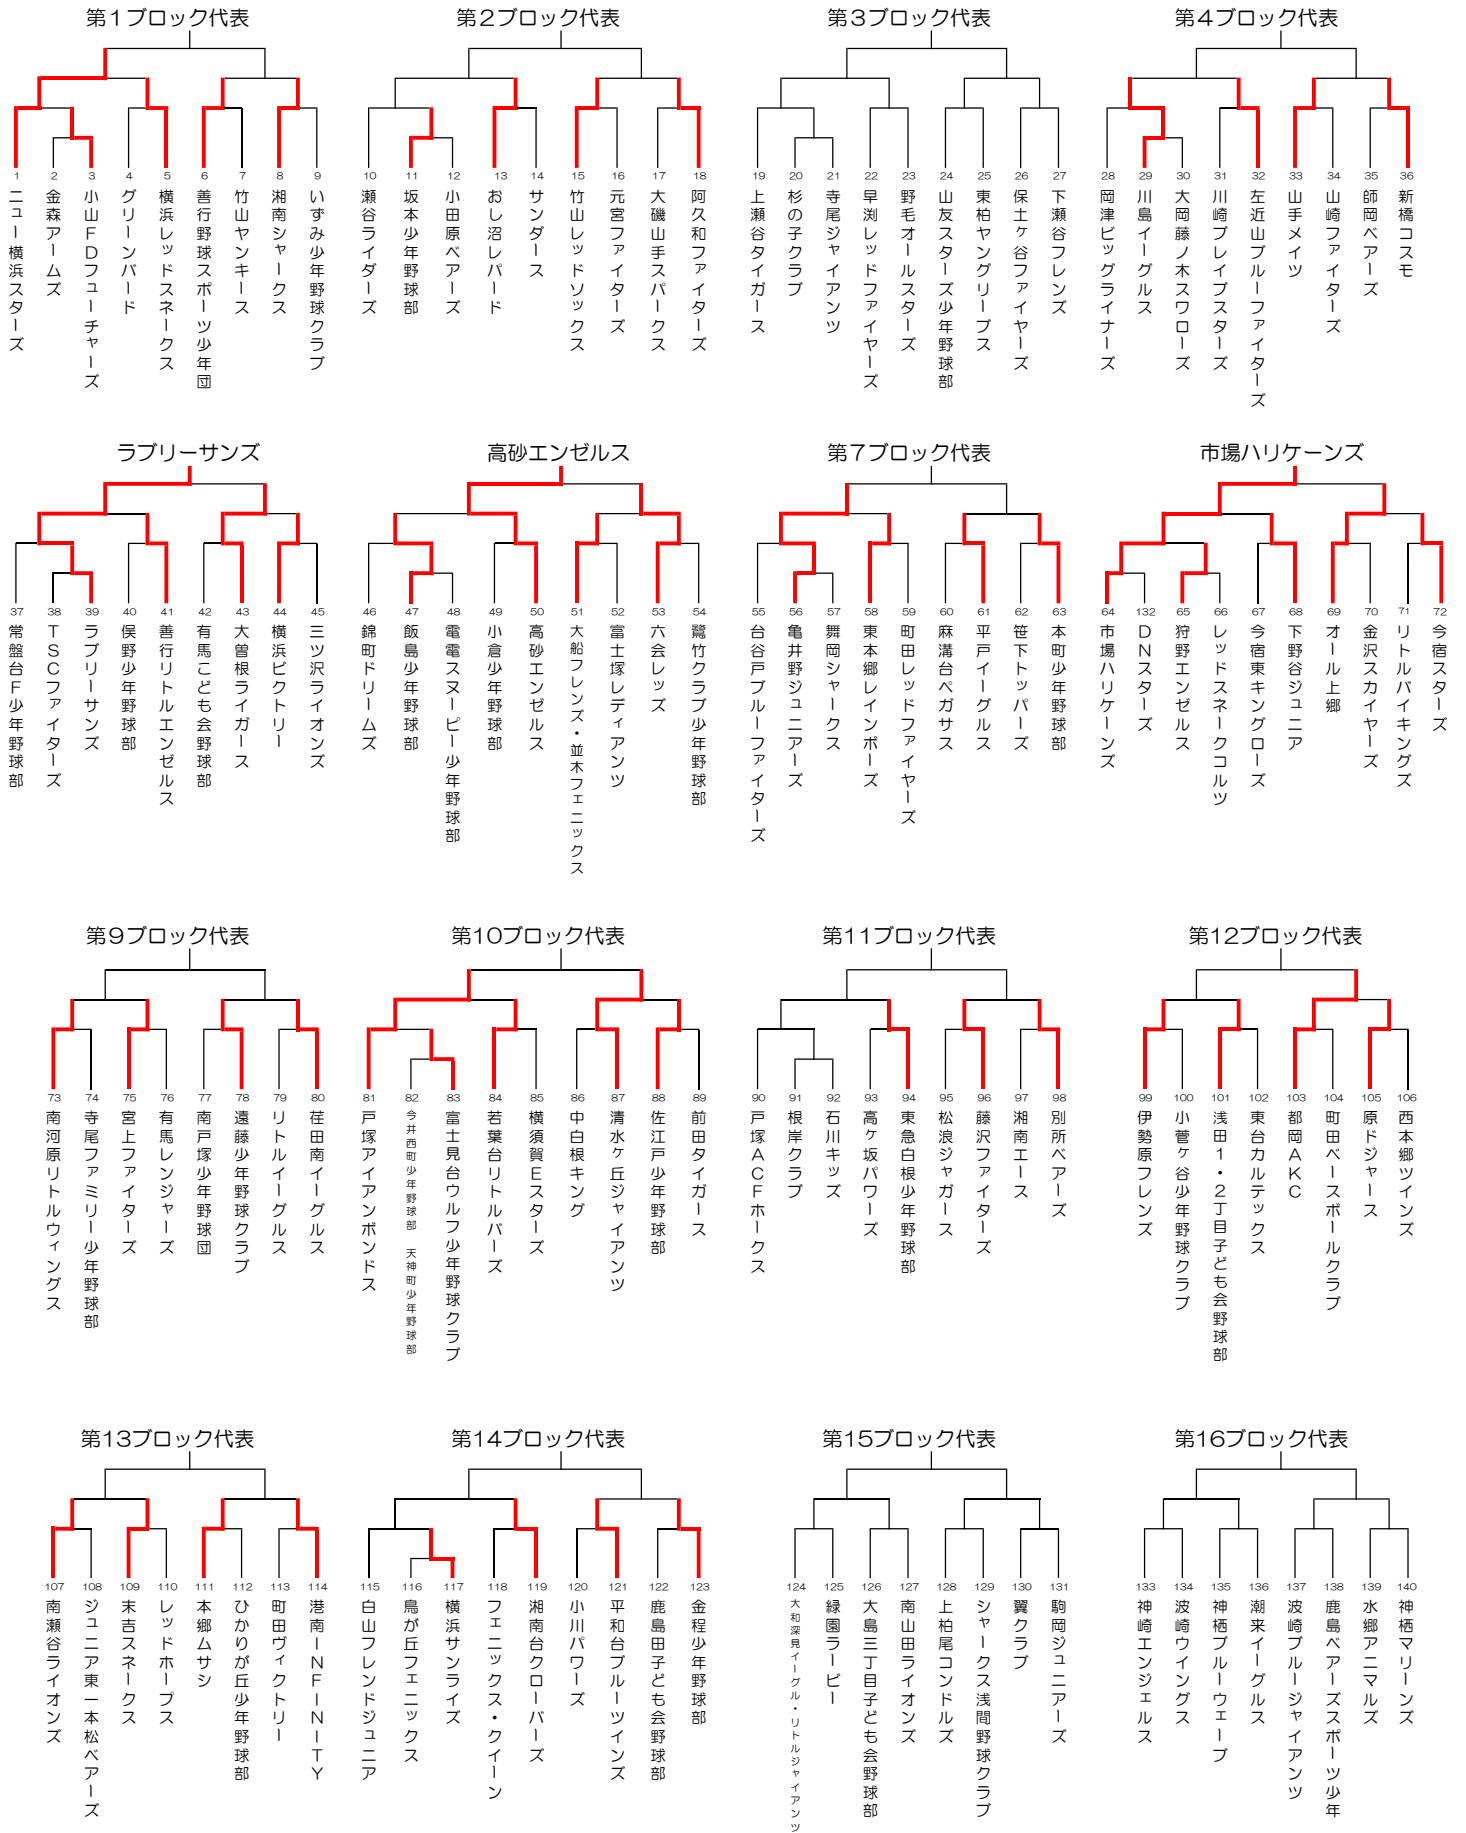 第1ブロック代表
1 ニュー横浜スターズ
2 金森アームズ
3 小山FDフューチャーズ
4 グリーンバード
5 横浜レッドスネークス
6 善行野球スポーツ少年団
7 竹山ヤンキース
8 湘南シャークス
9 いずみ少年野球クラブ
第2ブロック代表
10 瀬谷ライダーズ
11 坂本少年野球部
12 小田原ベアーズ
13 おし沼レパード
14 サンダース
15 竹山レッドソックス
16 元宮ファイターズ
17 大磯山手スパークス
18 阿久和ファイターズ
第3ブロック代表
19 上瀬谷タイガース
20 杉の子クラブ
21 寺尾ジャイアンツ
22 早渕レッドファイヤーズ
23 野毛オールスターズ
24 山友スターズ少年野球部
25 東柏ヤングリーブス
26 保土ヶ谷ファイヤーズ
27 下瀬谷フレンズ
第4ブロック代表
28 岡津ビッグライナーズ
29 川島イーグルス
30 大岡藤ノ木スワローズ
31 川崎ブレイブスターズ
32 左近山ブルーファイターズ
33 山手メイツ
34 山崎ファイターズ
35 師岡ベアーズ
36 新橋コスモ
ラブリーサンズ
37 常盤台F少年野球部
38 TSCファイターズ
39 ラブリーサンズ
40 俣野少年野球部
41 善行リトルエンゼルス
42 有馬こども会野球部
43 大曽根ライガース
44 横浜ビクトリー
45 三ツ沢ライオンズ
高砂エンゼルス
46 錦町ドリームズ
47 飯島少年野球部
48 電電スヌーピー少年野球部
49 小倉少年野球部
50 高砂エンゼルス
51 大船フレンズ・並木フェニックス
52 富士塚レディアンツ
53 六会レッズ
54 鷺竹クラブ少年野球部
第7ブロック代表
55 台谷戸ブルーファイターズ
56 亀井野ジュニアーズ
57 舞岡シャークス
58 東本郷レインボーズ
59 町田レッドファイヤーズ
60 麻溝台ペガサス
61 平戸イーグルス
62 笹下トッパーズ
63 本町少年野球部
市場ハリケーンズ
64 市場ハリケーンズ
132 DNスターズ
65 狩野エンゼルス
66 レッドスネークコルツ
67 今宿東キングローズ
68 下野谷ジュニア
69 オール上郷
70 金沢スカイヤーズ
71 リトルバイキングズ
72 今宿スターズ
第9ブロック代表
73 南河原リトルウィングス
74 寺尾ファミリー少年野球部
75 宮上ファイターズ
76 有馬レンジャーズ
77 南戸塚少年野球団
78 遠藤少年野球クラブ
79 リトルイーグルス
80 荏田南イーグルス
第10ブロック代表
81 戸塚アイアンボンドス
82 今井西町少年野球部 天神町少年野球部
83 富士見台ウルフ少年野球クラブ
84 若葉台リトルバーズ
85 横須賀Eスターズ
86 中白根キング
87 清水ヶ丘ジャイアンツ
88 佐江戸少年野球部
89 前田タイガース
第11ブロック代表
90 戸塚ACFホークス
91 根岸クラブ
92 石川キッズ
93 高ヶ坂パワーズ
94 東急白根少年野球部
95 松浪ジャガース
96 藤沢ファイターズ
97 湘南エース
98 別所ベアーズ
第12ブロック代表
99 伊勢原フレンズ
100 小菅ヶ谷少年野球クラブ
101 浅田1・2丁目子ども会野球部
102 東台カルテックス
103 都岡AKC
104 町田ベースボールクラブ
105 原ドジャース
106 西本郷ツインズ
第13ブロック代表
107 南瀬谷ライオンズ
108 ジュニア東一本松ベアーズ
109 末吉スネークス
110 レッドホープス
111 本郷ムサシ
112 ひかりが丘少年野球部
113 町田ヴィクトリー
114 港南INFINITY
第14ブロック代表
115 白山フレンドジュニア
116 鳥が丘フェニックス
117 横浜サンライズ
118 フェニックス・クイーン
119 湘南台クローバーズ
120 小川パワーズ
121 平和台ブルーツインズ
122 鹿島田子ども会野球部
123 金程少年野球部
第15ブロック代表
124 大和深見イーグル・リトルジャイアンツ
125 緑園ラービー
126 大島三丁目子ども会野球部
127 南山田ライオンズ
128 上柏尾コンドルズ
129 シャークス浅間野球クラブ
130 翼クラブ
131 駒岡ジュニアーズ
第16ブロック代表
133 神崎エンジェルス
134 波崎ウイングス
135 神栖ブルーウェーブ
136 潮来イーグルス
137 波崎ブルージャイアンツ
138 鹿島ベアーズスポーツ少年
139 水郷アニマルズ
140 神栖マリーンズ